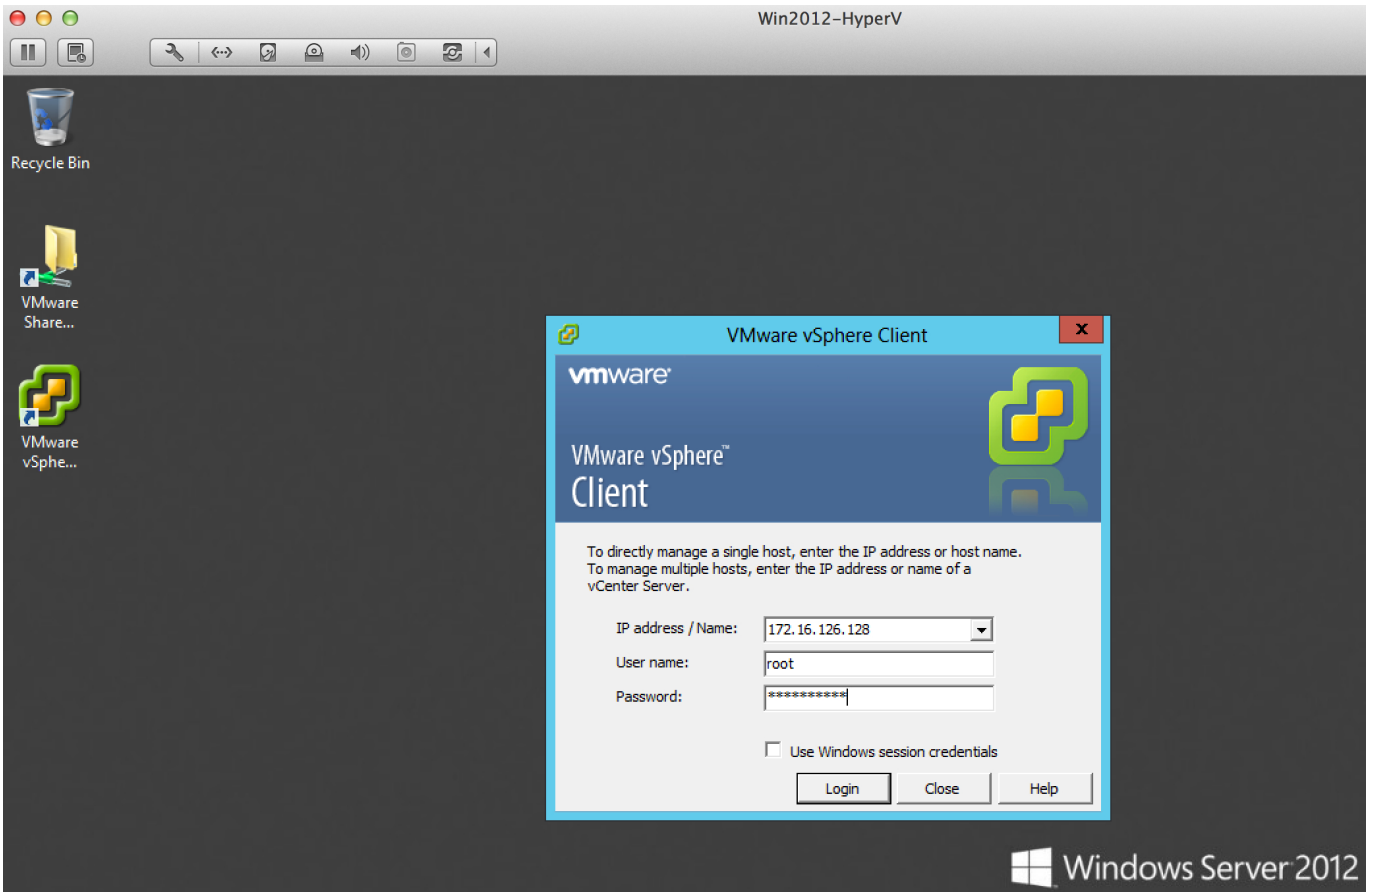 Win2012-HyperV
Recycle Bin
VMware
Share...
VMware
vSphe...
VMware vSphere Client
x
vmware®
VMware vSphere™
Client
To directly manage a single host, enter the IP address or host name.
To manage multiple hosts, enter the IP address or name of a
vCenter Server.
IP address / Name:
172.16.126.128
User name:
root
Password:
**********
Use Windows session credentials
Login
Close
Help
Windows Server 2012